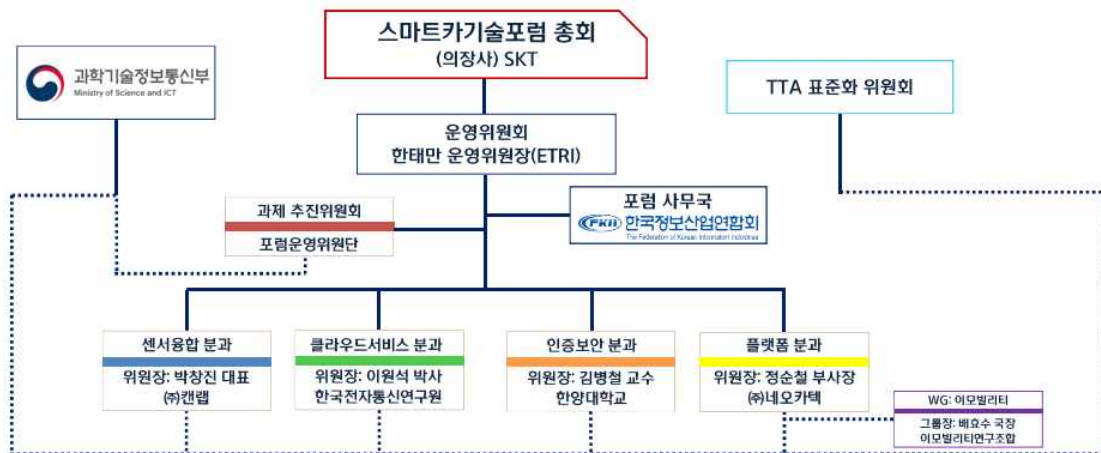 스마트카기술포럼 총회
(의장사) SKT
과학기술정보통신부
Ministry of Science and ICT
TTA 표준화 위원회
운영위원회
한태만 운영위원장(ETRI)
과제 추진위원회
포럼운영위원단
포럼 사무국
FKII 한국정보산업연합회
The Federation of Korean Information Industries
센서융합 분과
위원장: 박창진 대표
㈜캔랩
클라우드서비스 분과
위원장: 이원석 박사
한국전자통신연구원
인증보안 분과
위원장: 김병철 교수
한양대학교
플랫폼 분과
위원장: 정순철 부사장
㈜네오카텍
WG: 이모빌리티
그룹장: 배효수 국장
이모빌리티연구조합